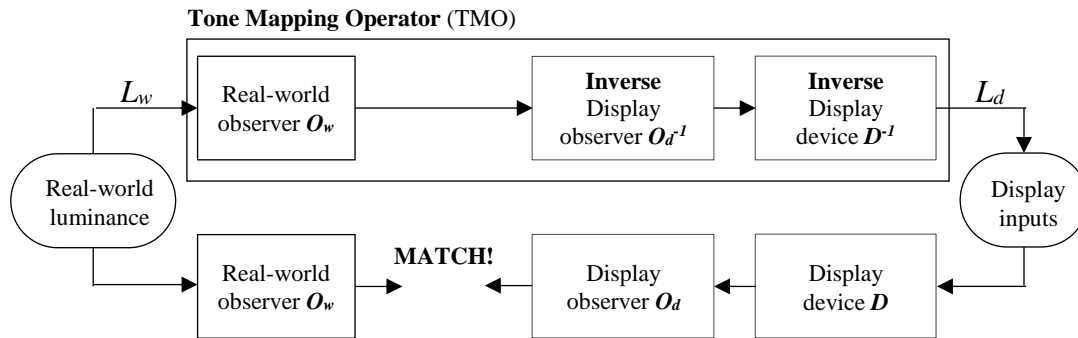 Tone Mapping Operator (TMO)
Lw
Real-world
observer Ow
Inverse
Display
observer Od-1
Inverse
Display
device D-1
Ld
Real-world
luminance
Display
inputs
Real-world
observer Ow
MATCH!
Display
observer Od
Display
device D